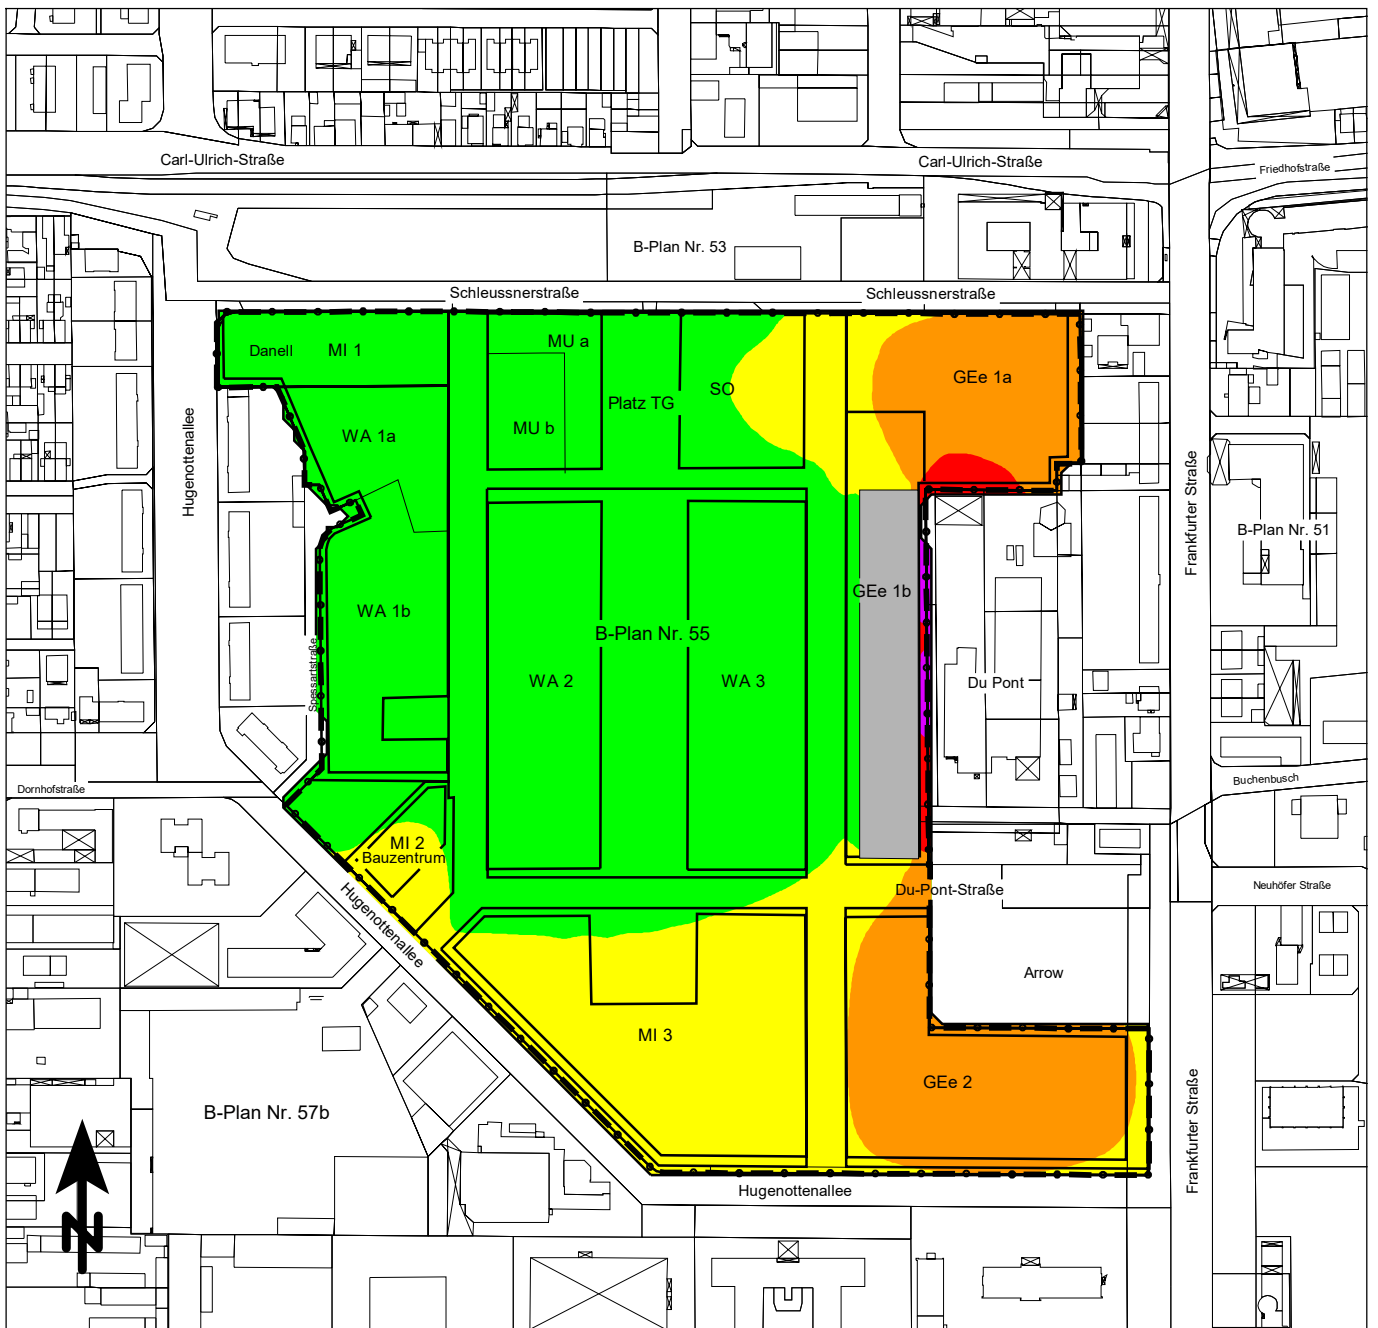 Carl-Ulrich-Straße
Carl-Ulrich-Straße
Friedhofstraße
B-Plan Nr. 53
Schleussnerstraße
Schleussnerstraße
Danell
MI 1
MU a
SO
GEe 1a
Platz TG
WA 1a
MU b
Hugenottenallee
Frankfurter Straße
B-Plan Nr. 51
GEe 1b
WA 1b
B-Plan Nr. 55
Spessartstraße
WA 2
WA 3
Du Pont
Dornhofstraße
Buchenbusch
MI 2
Bauzentrum
Hugenottenallee
Du-Pont-Straße
Neuhöfer Straße
Arrow
MI 3
GEe 2
B-Plan Nr. 57b
Frankfurter Straße
Hugenottenallee
N